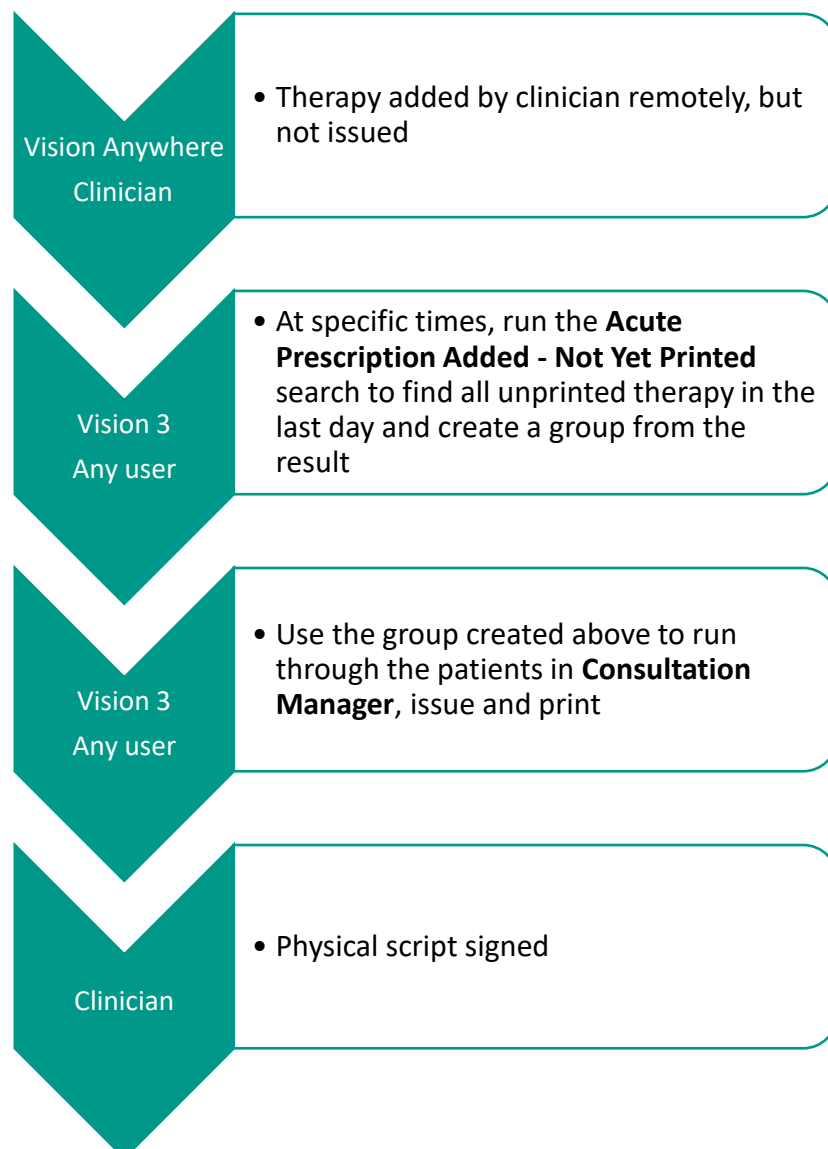 Vision Anywhere
Clinician
• Therapy added by clinician remotely, but
not issued
Vision 3
Any user
• At specific times, run the Acute
Prescription Added - Not Yet Printed
search to find all unprinted therapy in the
last day and create a group from the
result
Vision 3
Any user
• Use the group created above to run
through the patients in Consultation
Manager, issue and print
Clinician
• Physical script signed